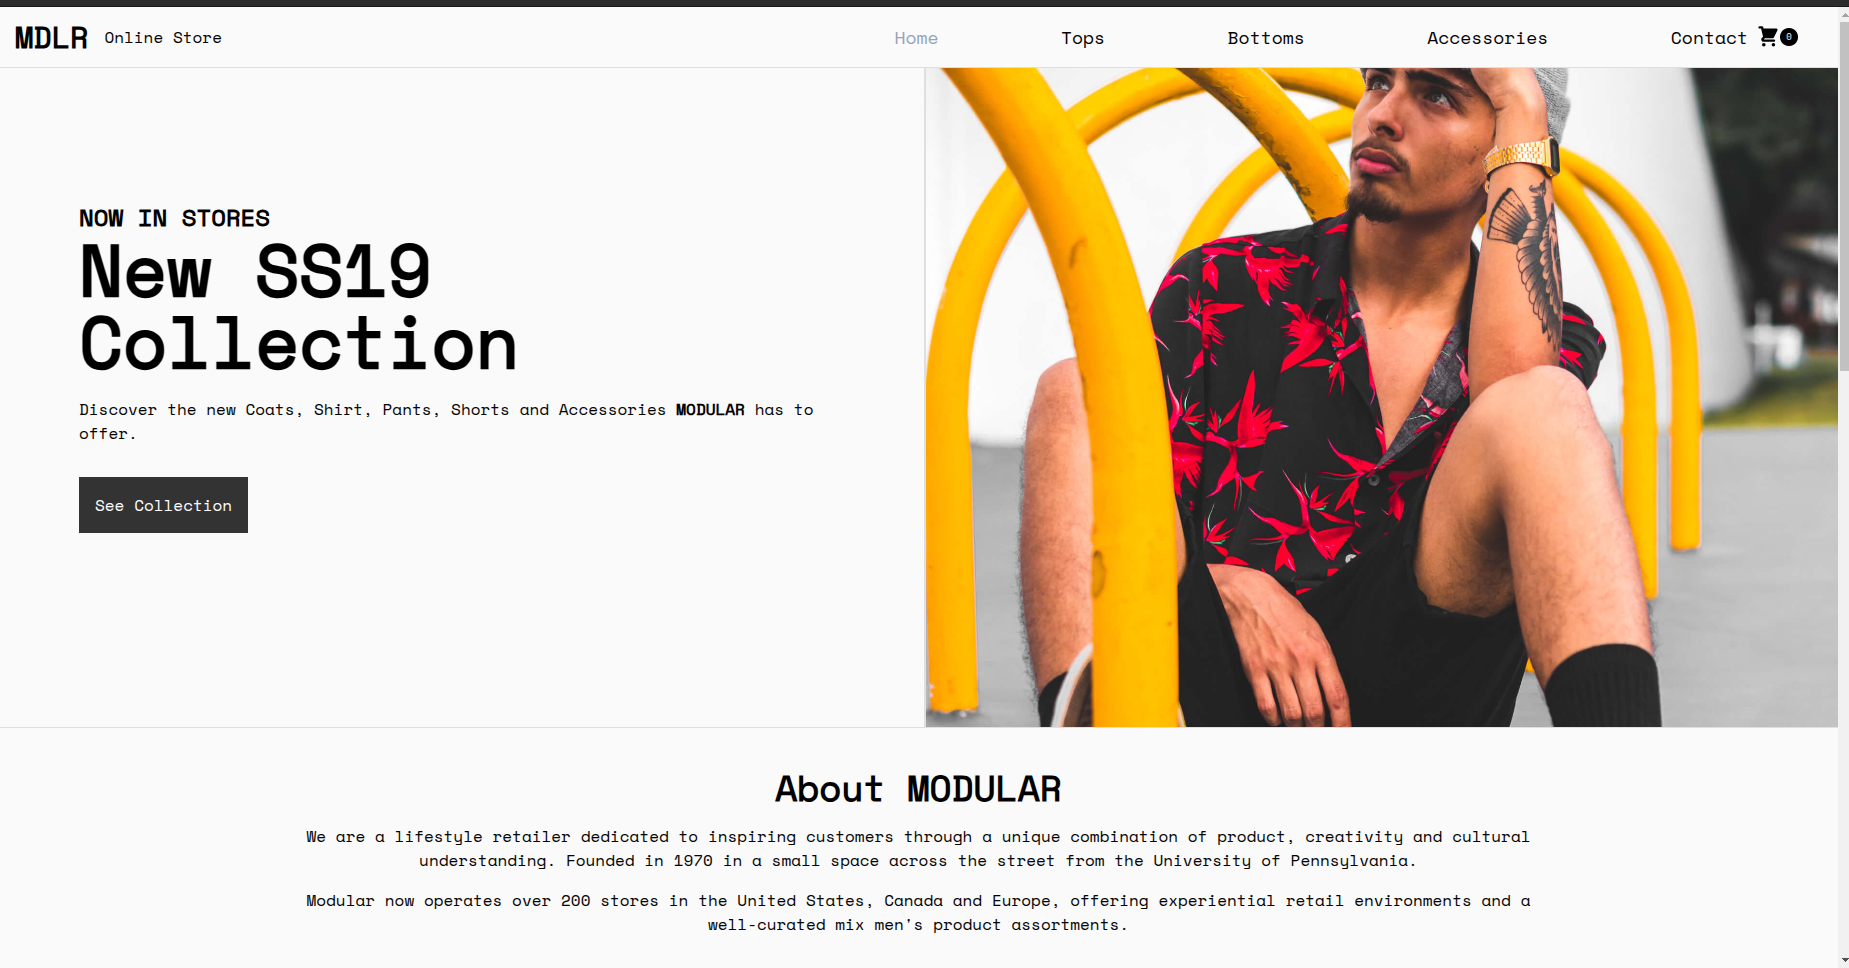 MDLR Online Store Home Tops Bottoms Accessories Contact 0
NOW IN STORES
New SS19
Collection
Discover the new Coats, Shirt, Pants, Shorts and Accessories MODULAR has to
offer.
See Collection
About MODULAR
We are a lifestyle retailer dedicated to inspiring customers through a unique combination of product, creativity and cultural
understanding. Founded in 1970 in a small space across the street from the University of Pennsylvania.
Modular now operates over 200 stores in the United States, Canada and Europe, offering experiential retail environments and a
well-curated mix men's product assortments.